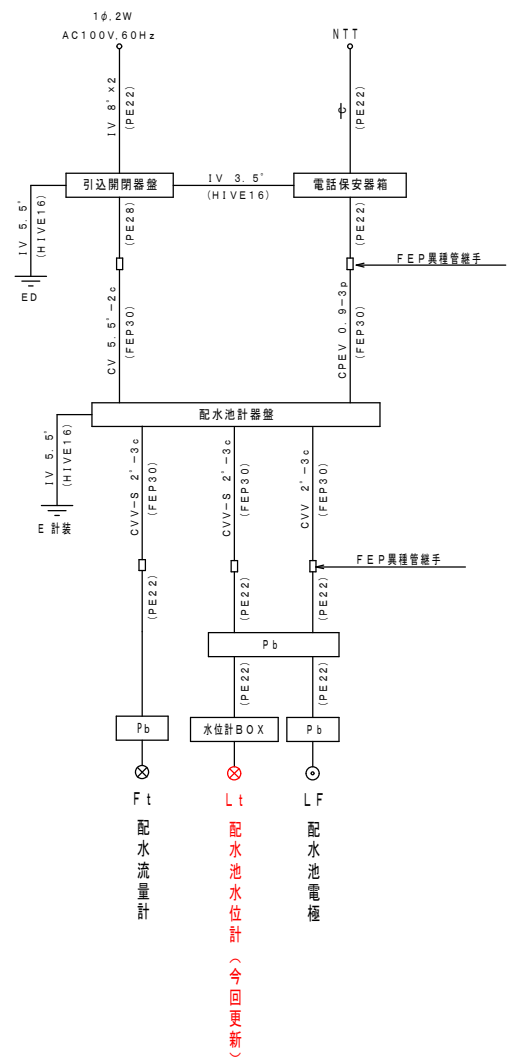 1φ,2W
AC100V,60Hz
NTT
IV 8゜x2
(PE22)
(PE22)
引込開閉器盤
IV 3.5゜
(HIVE16)
電話保安器箱
IV 5.5゜
(HIVE16)
ED
(PE28)
(PE22)
FEP異種管継手
CV 5.5゜-2c
(FEP30)
CPEV 0.9-3p
(FEP30)
配水池計器盤
IV 5.5゜
(HIVE16)
E 計装
CVV-S 2゜-3c
(FEP30)
CVV-S 2゜-3c
(FEP30)
CVV 2゜-3c
(FEP30)
FEP異種管継手
(PE22)
(PE22)
(PE22)
Pb
(PE22)
(PE22)
Pb
水位計BOX
Pb
Ft
配水流量計
Lt
配水池水位計(今回更新)
LF
配水池電極